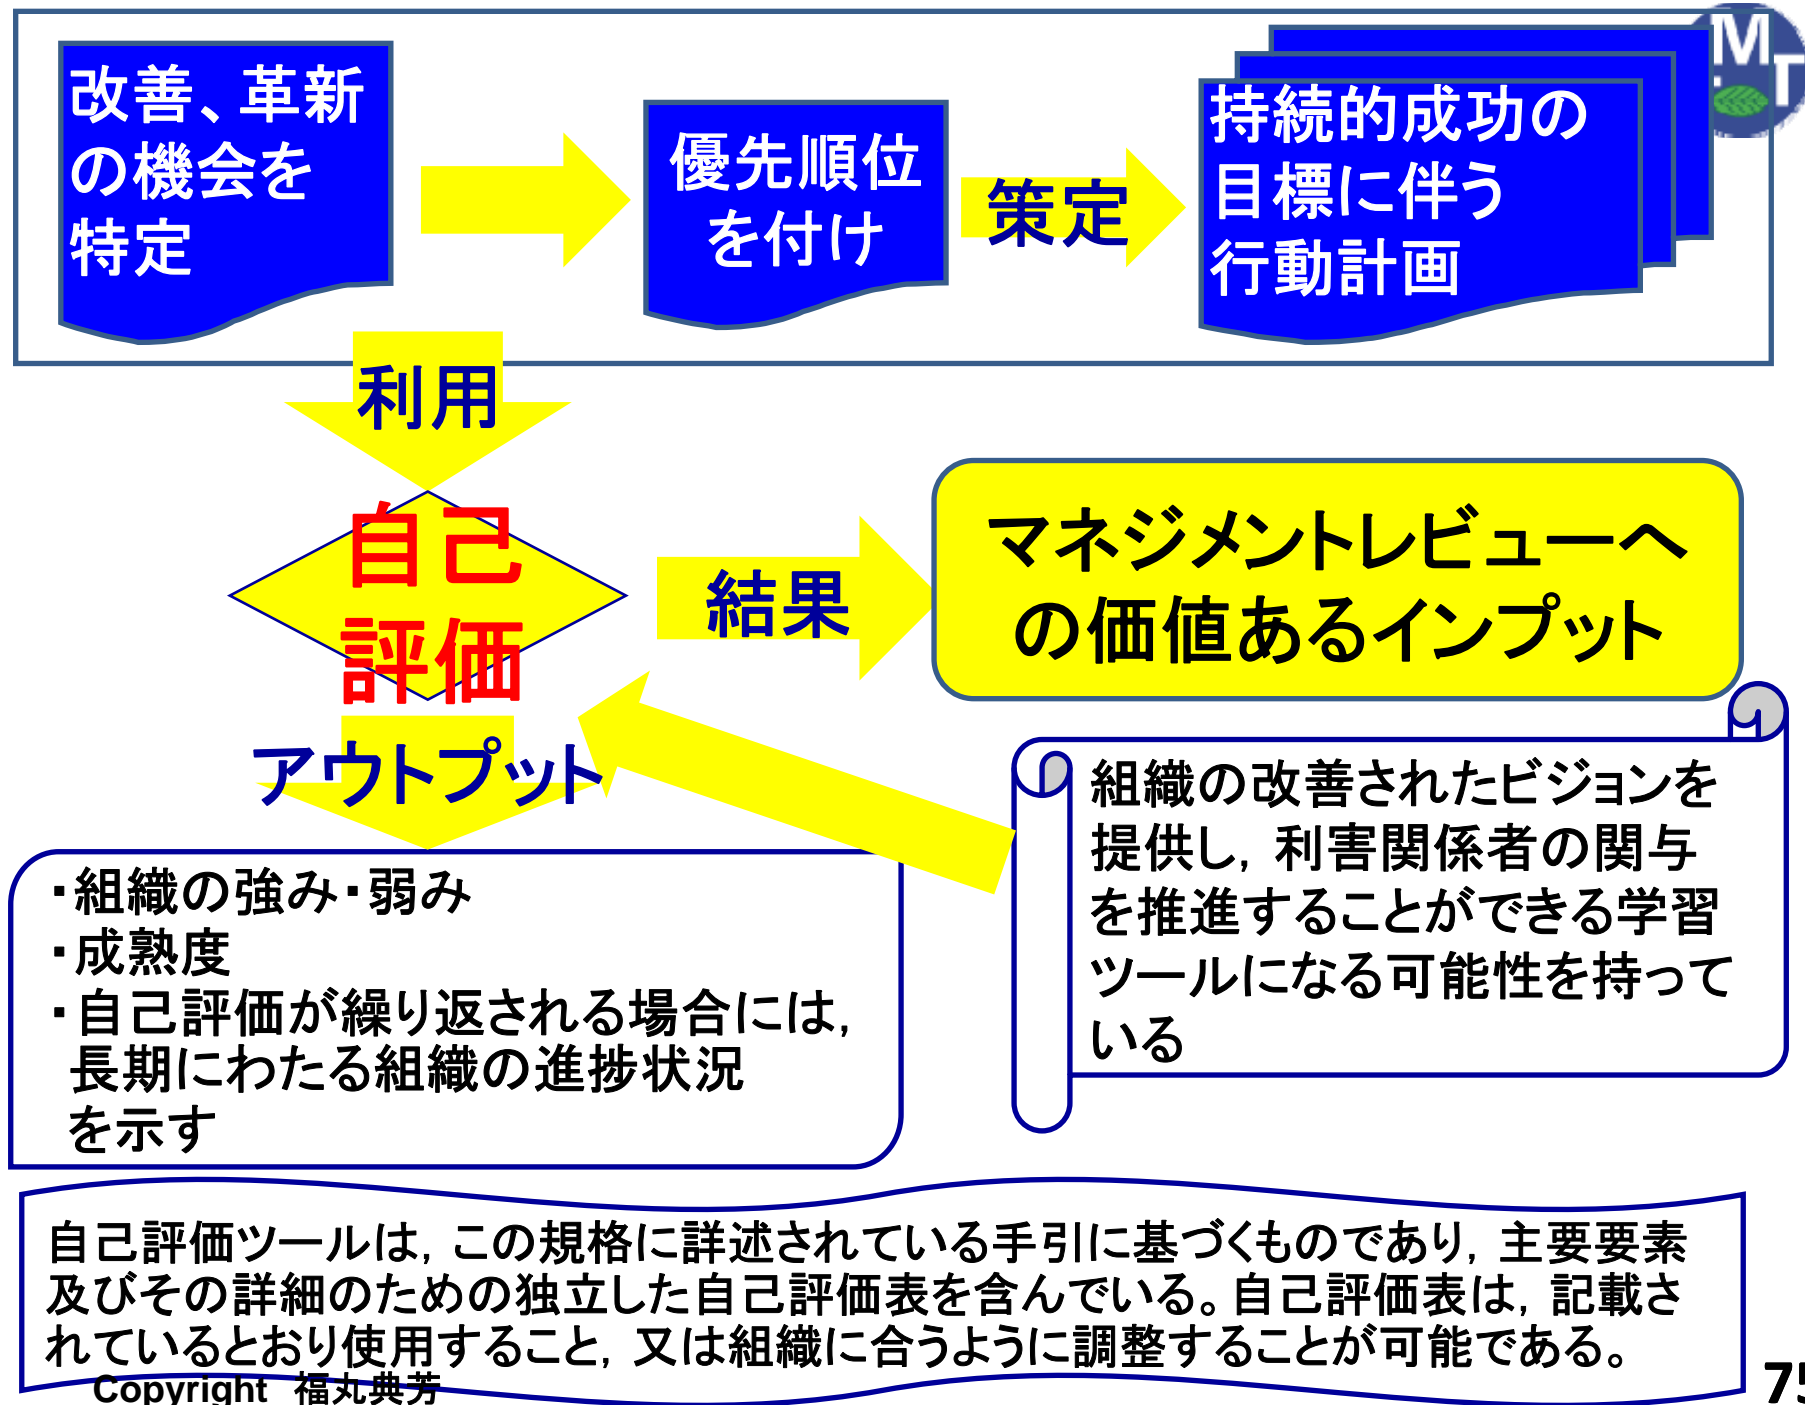 改善、革新
の機会を
特定
優先順位
を付け
策定
持続的成功の
目標に伴う
行動計画
MT
利用
自己
評価
結果
マネジメントレビューへ
の価値あるインプット
アウトプット
・組織の強み・弱み
・成熟度
・自己評価が繰り返される場合には,
長期にわたる組織の進捗状況
を示す
組織の改善されたビジョンを
提供し, 利害関係者の関与
を推進することができる学習
ツールになる可能性を持って
いる
自己評価ツールは, この規格に詳述されている手引に基づくものであり, 主要要素
及びその詳細のための独立した自己評価表を含んでいる。自己評価表は, 記載さ
れているとおり使用すること, 又は組織に合うように調整することが可能である。
Copyright 福丸典芳
75